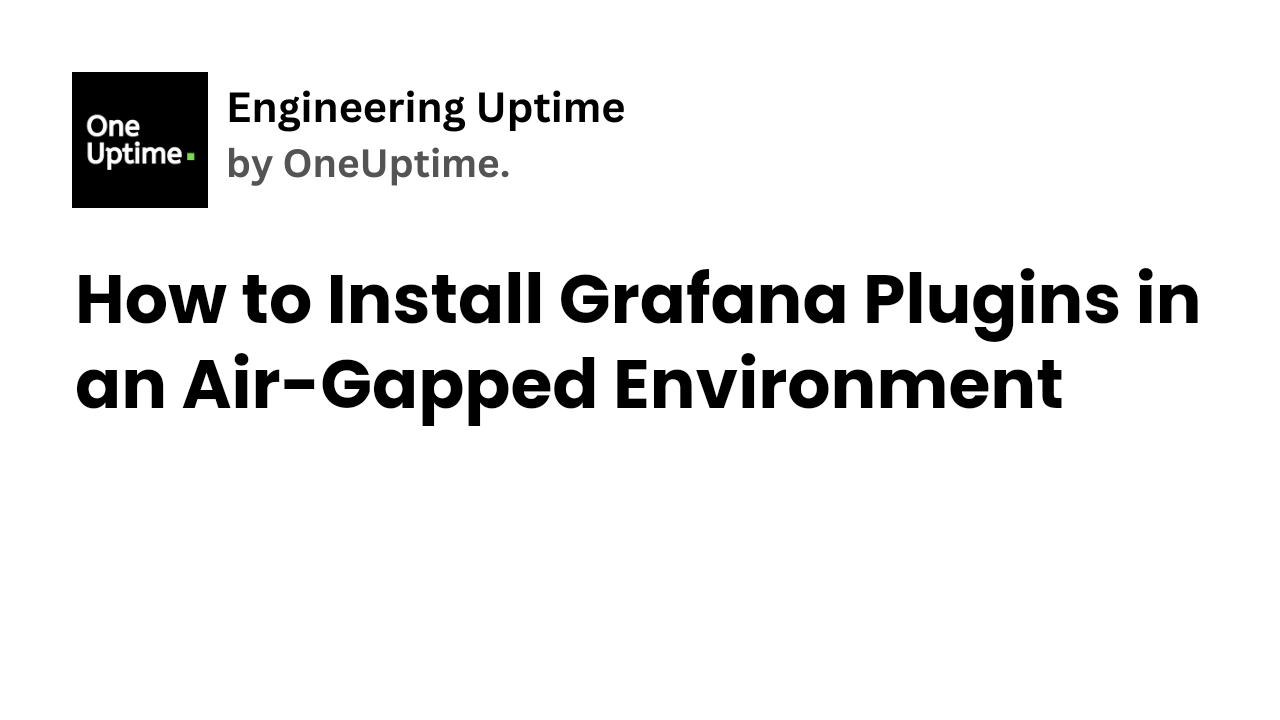 One
Uptime.
Engineering Uptime
by OneUptime.
How to Install Grafana Plugins in
an Air-Gapped Environment